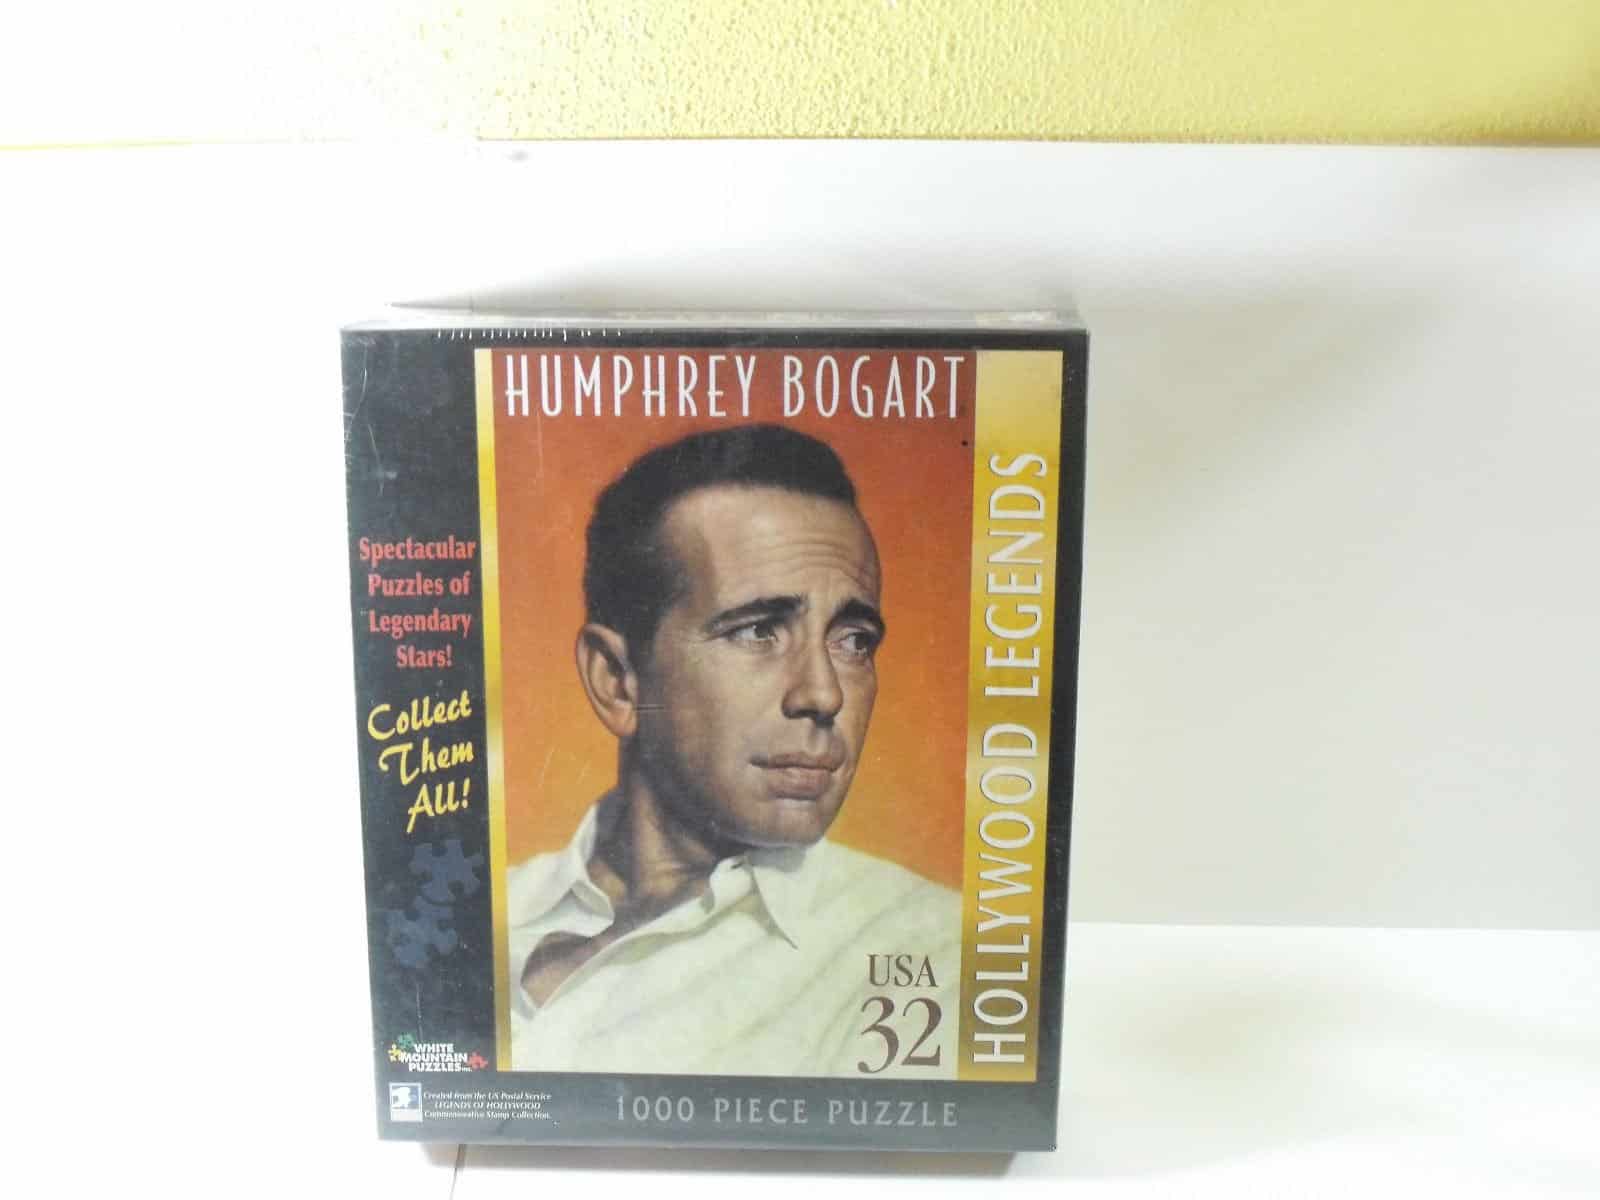 HUMPHREY BOGART
HOLLYWOOD LEGENDS
Spectacular
Puzzles of
Legendary
Stars!
Collect
Them
All!
USA
32
WHITE
MOUNTAIN
PUZZLES INC.
Created from the US Postal Service
LEGENDS OF HOLLYWOOD
Commemorative Stamp Collection.
1000 PIECE PUZZLE